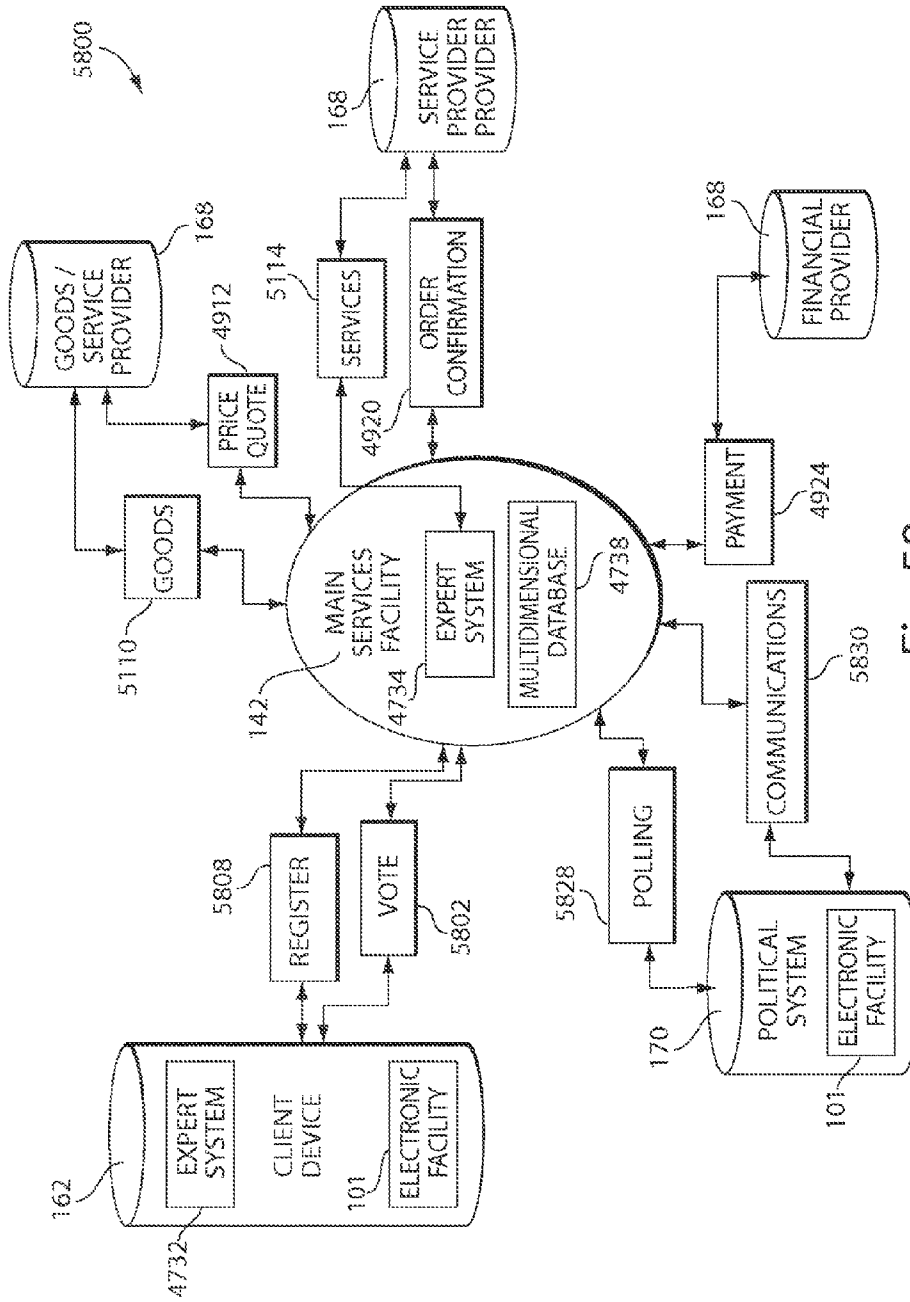 5800
162
4732
EXPERT
SYSTEM
CLIENT
DEVICE
101
ELECTRONIC
FACILITY
5808
REGISTER
VOTE
5802
142
MAIN
SERVICES
FACILITY
4734
EXPERT
SYSTEM
MULTIDIMENSIONAL
DATABASE
4738
5110
GOODS
PRICE
QUOTE
4912
GOODS /
SERVICE
PROVIDER
168
5114
SERVICES
4920
ORDER
CONFIRMATION
168
SERVICE
PROVIDER
PROVIDER
5828
POLLING
170
POLITICAL
SYSTEM
101
ELECTRONIC
FACILITY
COMMUNICATIONS
5830
PAYMENT
4924
168
FINANCIAL
PROVIDER